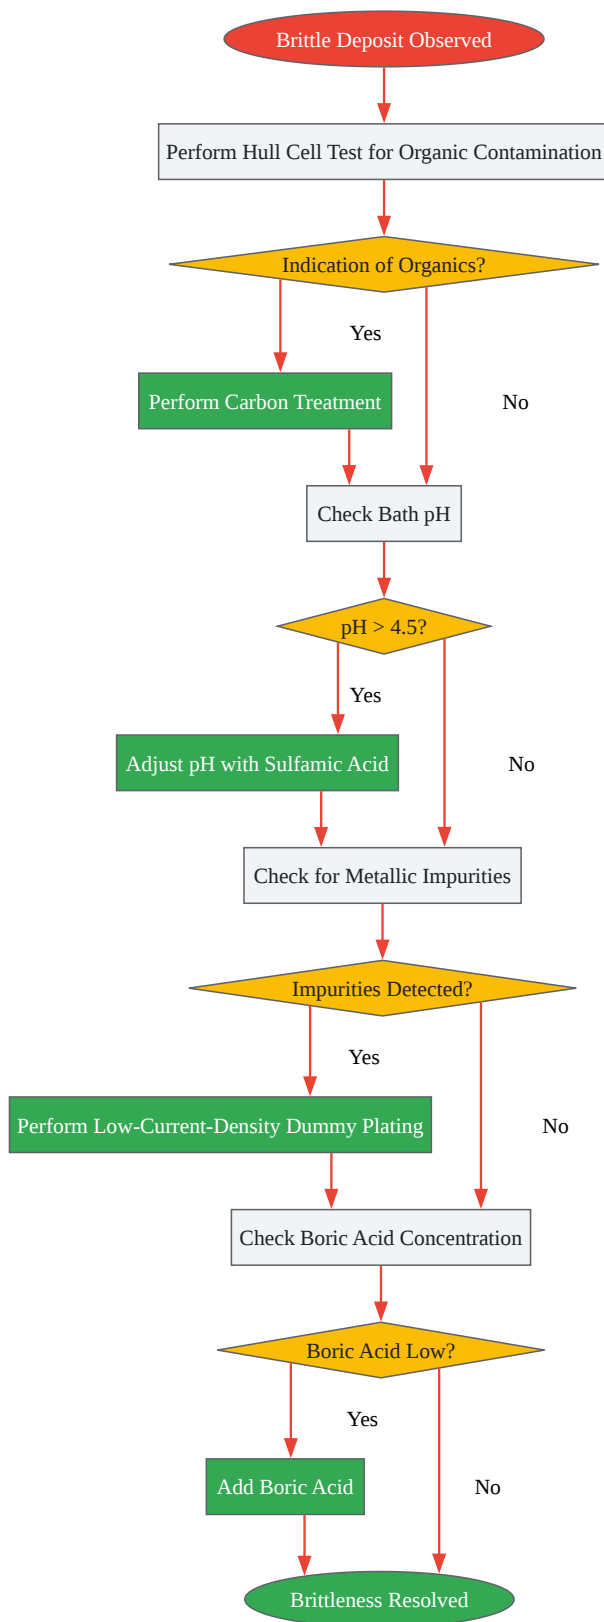 Brittle Deposit Observed
Perform Hull Cell Test for Organic Contamination
Indication of Organics?
Yes
Perform Carbon Treatment
No
Check Bath pH
pH > 4.5?
Yes
Adjust pH with Sulfamic Acid
No
Check for Metallic Impurities
Impurities Detected?
Yes
Perform Low-Current-Density Dummy Plating
No
Check Boric Acid Concentration
Boric Acid Low?
Yes
Add Boric Acid
No
Brittleness Resolved